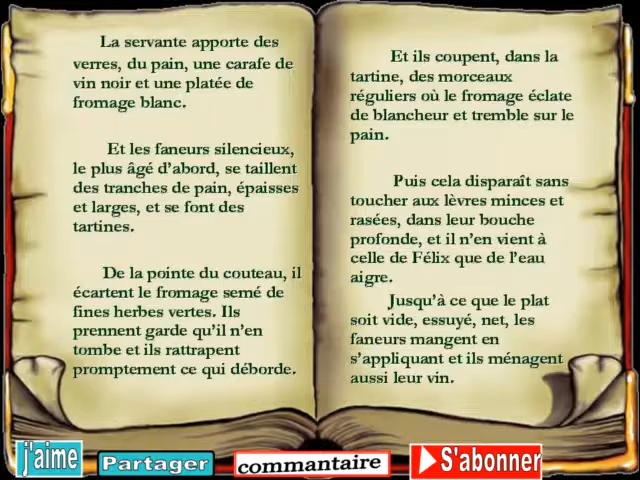 La servante apporte des
verres, du pain, une carafe de
vin noir et une platée de
fromage blanc.
Et les faneurs silencieux,
le plus âgé d'abord, se taillent
des tranches de pain, épaisses
et larges, et se font des
tartines.
De la pointe du couteau, il
écartent le fromage semé de
fines herbes vertes. Ils
prennent garde qu'il n'en
tombe et ils rattrapent
promptement ce qui déborde.
Et ils coupent, dans la
tartine, des morceaux
réguliers où le fromage éclate
de blancheur et tremble sur le
pain.
Puis cela disparaît sans
toucher aux lèvres minces et
rasées, dans leur bouche
profonde, et il n'en vient à
celle de Félix que de l'eau
aigre.
Jusqu'à ce que le plat
soit vide, essuyé, net, les
faneurs mangent en
s'appliquant et ils ménagent
aussi leur vin.
j'aime
Partager
commantaire
S'abonner